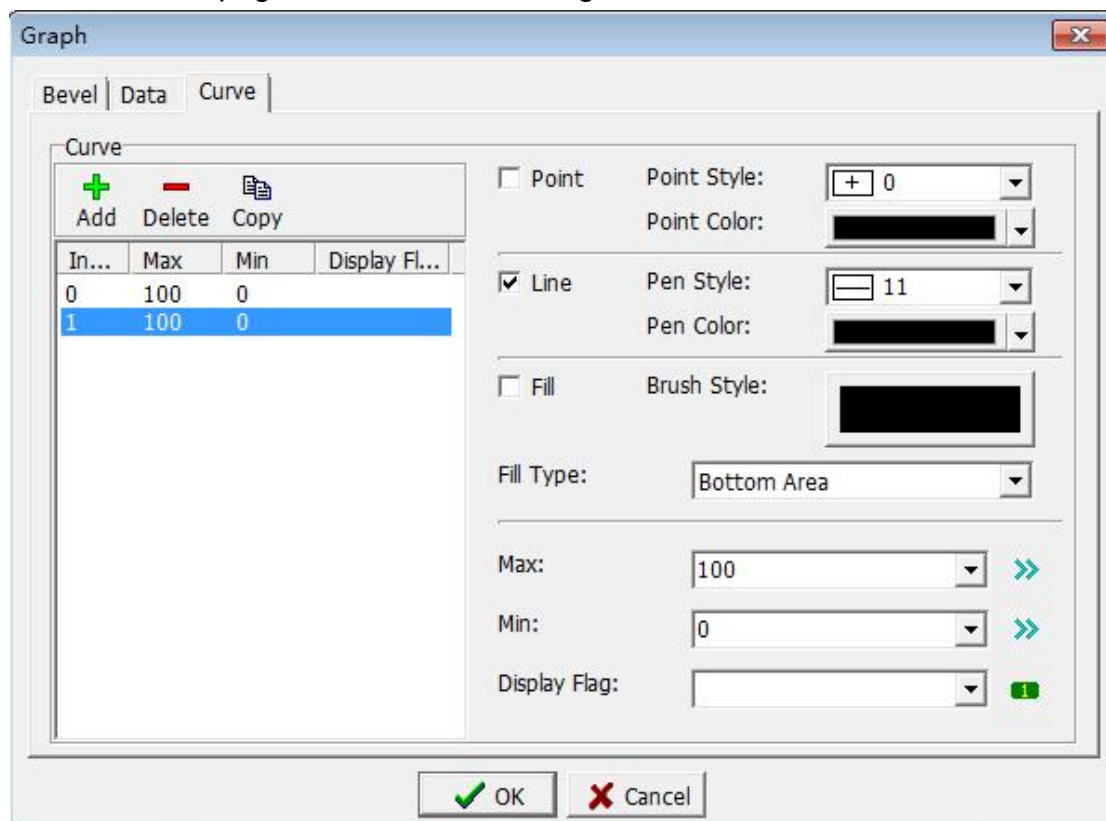 Graph
Bevel Data Curve
Curve
Add Delete Copy
In... Max Min Display Fl...
0 100 0
1 100 0
Point Point Style: + 0
Point Color:
Line Pen Style: 11
Pen Color:
Fill Brush Style:
Fill Type: Bottom Area
Max: 100
Min: 0
Display Flag: 1
OK Cancel